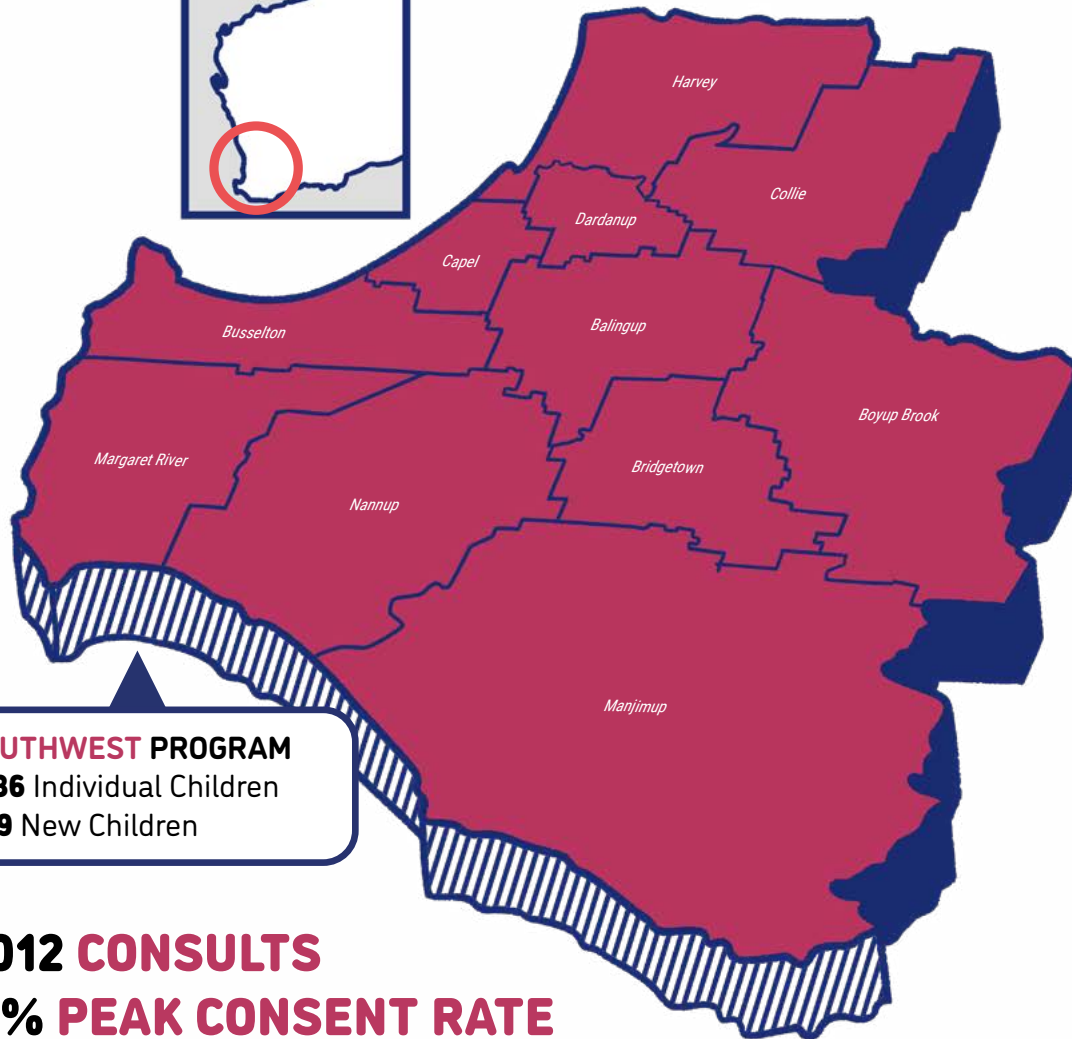 Harvey
Collie
Dardanup
Capel
Balingup
Busselton
Boyup Brook
Margaret River
Bridgetown
Nannup
Manjimup
UTHWEST PROGRAM
36 Individual Children
9 New Children
012 CONSULTS
% PEAK CONSENT RATE